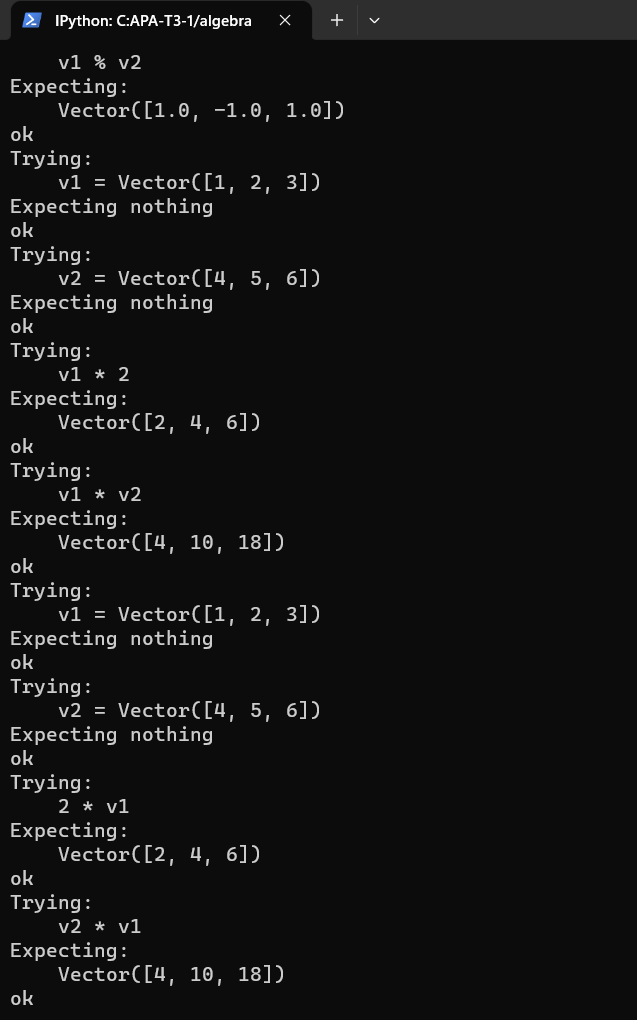 IPython: C:APA-T3-1/algebra
v1 % v2
Expecting:
Vector([1.0, -1.0, 1.0])
ok
Trying:
v1 = Vector([1, 2, 3])
Expecting nothing
ok
Trying:
v2 = Vector([4, 5, 6])
Expecting nothing
ok
Trying:
v1 * 2
Expecting:
Vector([2, 4, 6])
ok
Trying:
v1 * v2
Expecting:
Vector([4, 10, 18])
ok
Trying:
v1 = Vector([1, 2, 3])
Expecting nothing
ok
Trying:
v2 = Vector([4, 5, 6])
Expecting nothing
ok
Trying:
2 * v1
Expecting:
Vector([2, 4, 6])
ok
Trying:
v2 * v1
Expecting:
Vector([4, 10, 18])
ok